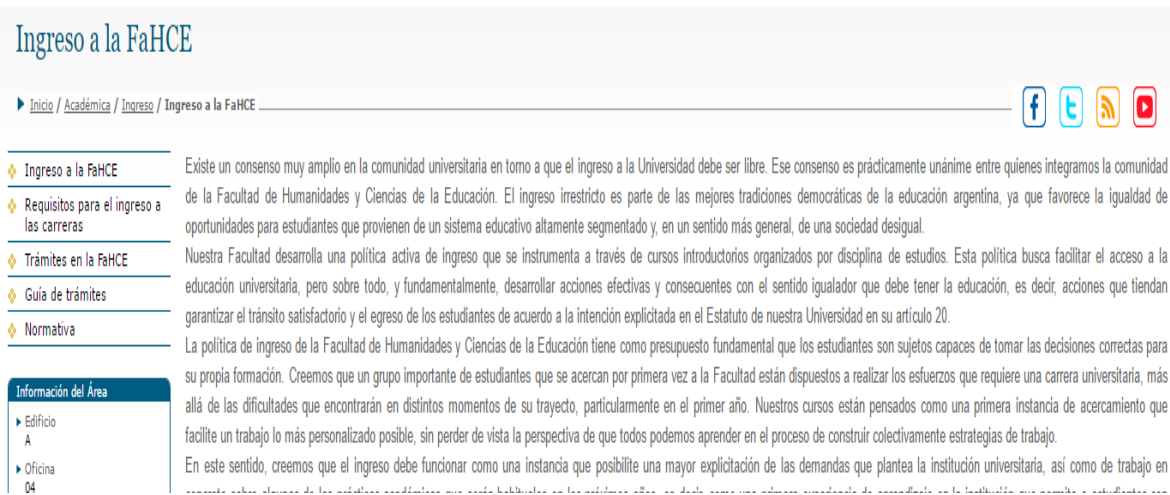 Ingreso a la FaHCE
Inicio / Académica / Ingreso / Ingreso a la FaHCE
Ingreso a la FaHCE
Requisitos para el ingreso a
las carreras
Trámites en la FaHCE
Guía de trámites
Normativa
Información del Área
Edificio
A
Oficina
04
Existe un consenso muy amplio en la comunidad universitaria en torno a que el ingreso a la Universidad debe ser libre. Ese consenso es prácticamente unánime entre quienes integramos la comunidad
de la Facultad de Humanidades y Ciencias de la Educación. El ingreso irrestricto es parte de las mejores tradiciones democráticas de la educación argentina, ya que favorece la igualdad de
oportunidades para estudiantes que provienen de un sistema educativo altamente segmentado y, en un sentido más general, de una sociedad desigual.
Nuestra Facultad desarrolla una política activa de ingreso que se instrumenta a través de cursos introductorios organizados por disciplina de estudios. Esta política busca facilitar el acceso a la
educación universitaria, pero sobre todo, y fundamentalmente, desarrollar acciones efectivas y consecuentes con el sentido igualador que debe tener la educación, es decir, acciones que tiendan
garantizar el tránsito satisfactorio y el egreso de los estudiantes de acuerdo a la intención explicitada en el Estatuto de nuestra Universidad en su artículo 20.
La política de ingreso de la Facultad de Humanidades y Ciencias de la Educación tiene como presupuesto fundamental que los estudiantes son sujetos capaces de tomar las decisiones correctas para
su propia formación. Creemos que un grupo importante de estudiantes que se acercan por primera vez a la Facultad están dispuestos a realizar los esfuerzos que requiere una carrera universitaria, más
allá de las dificultades que encontrarán en distintos momentos de su trayecto, particularmente en el primer año. Nuestros cursos están pensados como una primera instancia de acercamiento que
facilite un trabajo lo más personalizado posible, sin perder de vista la perspectiva de que todos podemos aprender en el proceso de construir colectivamente estrategias de trabajo.
En este sentido, creemos que el ingreso debe funcionar como una instancia que posibilite una mayor explicitación de las demandas que plantea la institución universitaria, así como de trabajo en